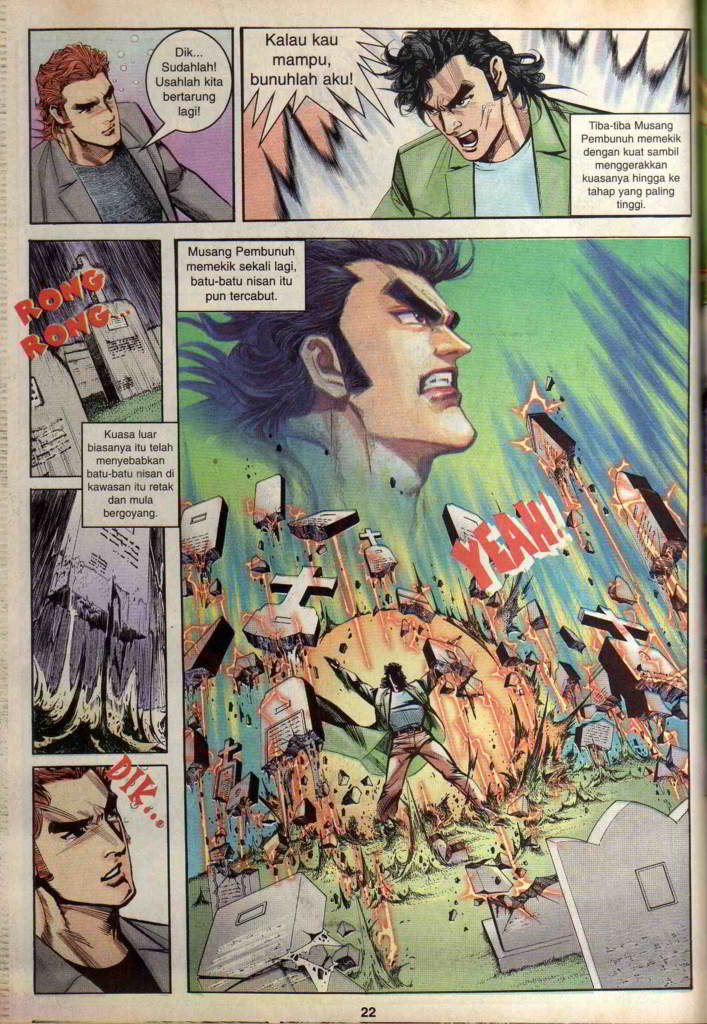 Dik...
Sudahlah!
Usahlah kita
bertarung
lagi!
Kalau kau
mampu,
bunuhlah aku!
Tiba-tiba Musang
Pembunuh memekik
dengan kuat sambil
menggerakkan
kuasanya hingga ke
tahap yang paling
tinggi.
RONG
RONG...
Kuasa luar
biasanya itu telah
menyebabkan
batu-batu nisan di
kawasan itu retak
dan mula
bergoyang.
DIK...
Musang Pembunuh
memekik sekali lagi,
batu-batu nisan itu
pun tercabut.
YEAH!
22